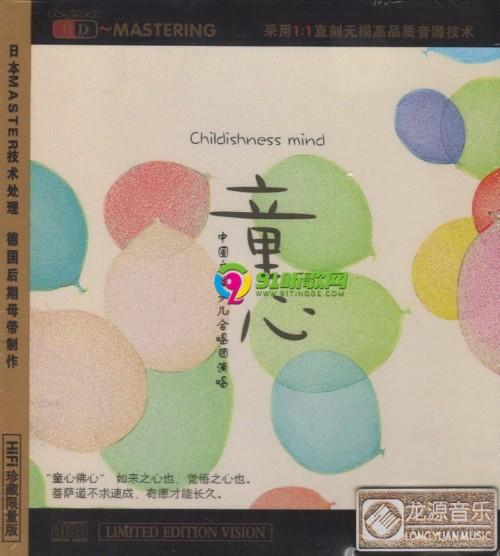 HD~MASTERING
采用1:1直刻无损高品质音源技术
日本MASTER技术处理 德国后期母带制作
HiFi珍藏限量版
Childishness mind
童心
中国
少儿合唱团演唱
91听歌网
WWW.91TINGGE.COM
“童心佛心” 如来之心也，觉悟之心也。
菩萨道不求速成，有愿才能长久。
LIMITED EDITION VISION
龙源音乐
LONG YUAN MUSIC